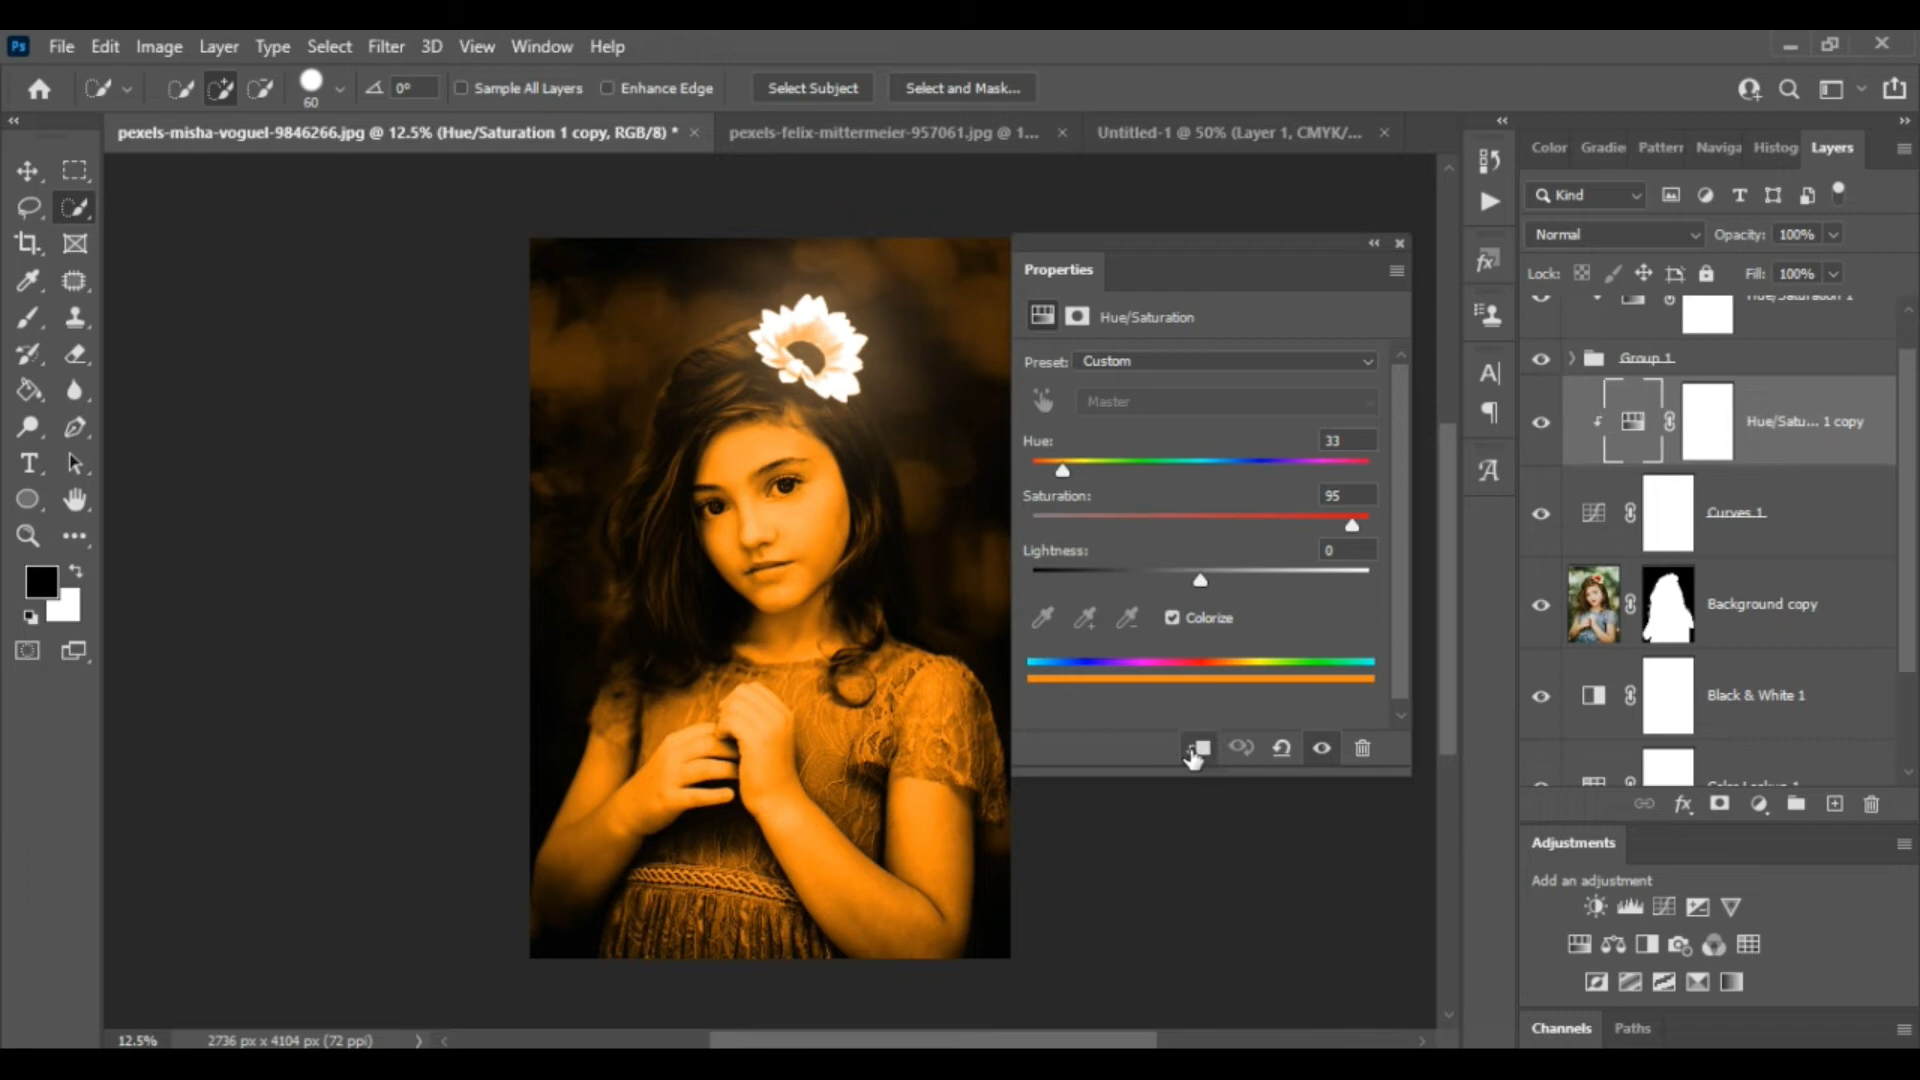 Ps File Edit Image Layer Type Select Filter 3D View Window Help
60 0° Sample All Layers Enhance Edge Select Subject Select and Mask...
pexels-misha-voguel-9846266.jpg @ 12.5% (Hue/Saturation 1 copy, RGB/8) * pexels-felix-mittermeier-957061.jpg @ 1... Untitled-1 @ 50% (Layer 1, CMYK/...
Color Gradie Pattern Naviga Histog Layers
Kind
Normal Opacity: 100%
Lock: Fill: 100%
Hue/Saturation 1
Group 1
Hue/Satu... 1 copy
Curves 1
Background copy
Black & White 1
Color Lookup 1
Properties
Hue/Saturation
Preset: Custom
Master
Hue: 33
Saturation: 95
Lightness: 0
Colorize
Adjustments
Add an adjustment
Channels Paths
12.5% 2736 px x 4104 px (72 ppi)